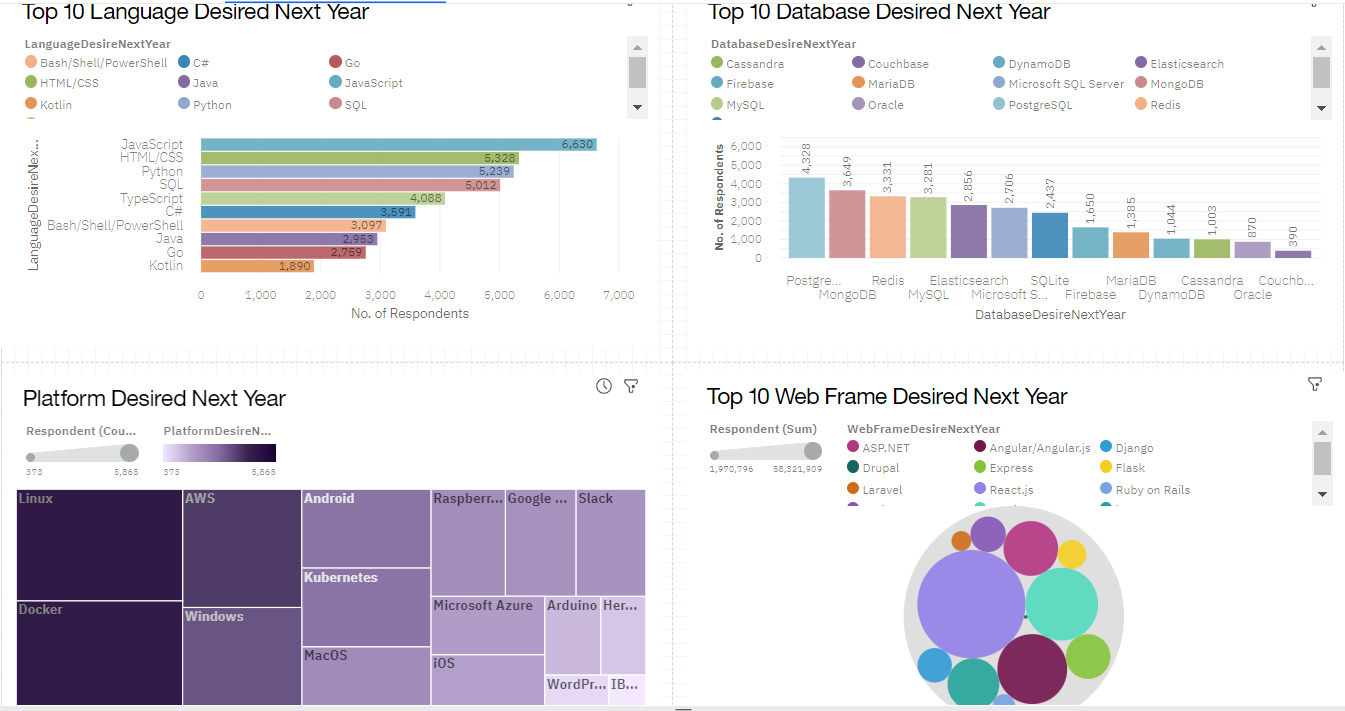 Top 10 Language Desired Next Year
LanguageDesireNextYear
Bash/Shell/PowerShell C# Go
HTML/CSS Java JavaScript
Kotlin Python SQL
LanguageDesireNex...
JavaScript 6,630
HTML/CSS 5,328
Python 5,239
SQL 5,012
TypeScript 4,088
C# 3,591
Bash/Shell/PowerShell 3,097
Java 2,953
Go 2,759
Kotlin 1,890
0 1,000 2,000 3,000 4,000 5,000 6,000 7,000
No. of Respondents
Top 10 Database Desired Next Year
DatabaseDesireNextYear
Cassandra Couchbase DynamoDB Elasticsearch
Firebase MariaDB Microsoft SQL Server MongoDB
MySQL Oracle PostgreSQL Redis
No. of Respondents
6,000
5,000
4,000
3,000
2,000
1,000
0
4,328 3,649 3,331 3,281 2,856 2,706 2,437 1,650 1,385 1,044 1,003 870 390
Postgre... Redis Elasticsearch SQLite MariaDB Cassandra Couchb...
MongoDB MySQL Microsoft S... Firebase DynamoDB Oracle
DatabaseDesireNextYear
Platform Desired Next Year
Respondent (Cou... PlatformDesireN...
373 5,865 373 5,865
Linux AWS Android Raspberr... Google ... Slack
Kubernetes
Docker Windows Microsoft Azure Arduino Her...
MacOS iOS
WordPr... IB...
Top 10 Web Frame Desired Next Year
Respondent (Sum) WebFrameDesireNextYear
1,970,796 58,321,909
ASP.NET Angular/Angular.js Django
Drupal Express Flask
Laravel React.js Ruby on Rails